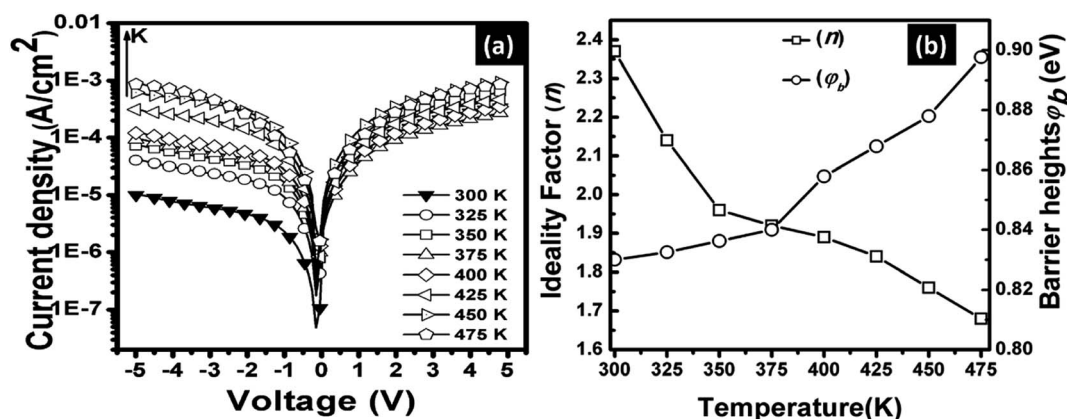 0.01
1E-3
1E-4
1E-5
1E-6
1E-7
Current density (A/cm²)
K
(a)
300 K
325 K
350 K
375 K
400 K
425 K
450 K
475 K
-5 -4 -3 -2 -1 0 1 2 3 4 5
Voltage (V)
2.4
2.3
2.2
2.1
2.0
1.9
1.8
1.7
1.6
Ideality Factor (n)
(n)
(φb)
(b)
0.90
0.88
0.86
0.84
0.82
0.80
Barrier heights φb (eV)
300 325 350 375 400 425 450 475
Temperature(K)